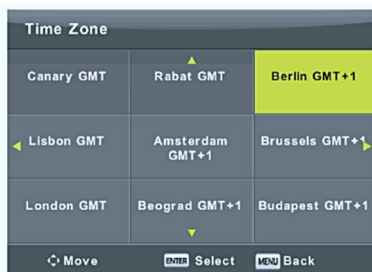 Time Zone
Canary GMT
Rabat GMT
Berlin GMT+1
Lisbon GMT
Amsterdam
GMT+1
Brussels GMT+1
London GMT
Beograd GMT+1
Budapest GMT+1
Move
ENTER Select
MENU Back